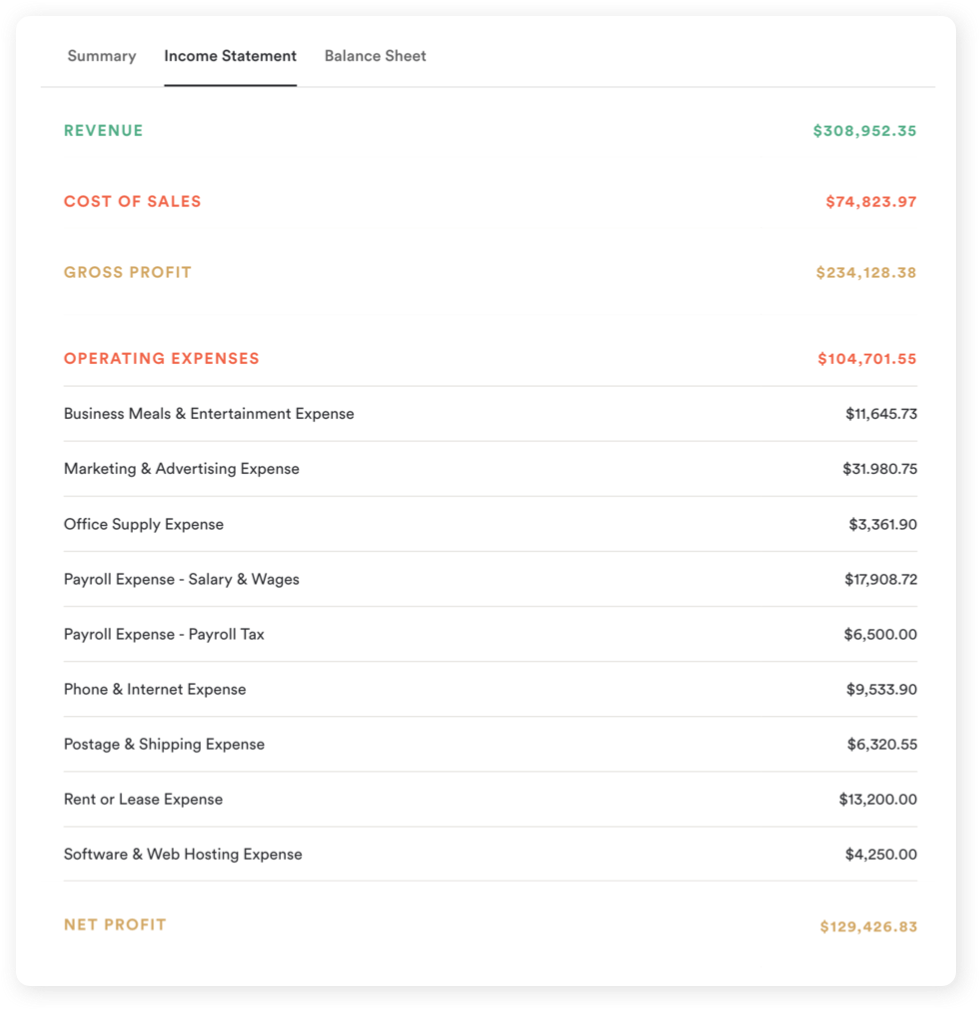 Summary Income Statement Balance Sheet
REVENUE $308,952.35
COST OF SALES $74,823.97
GROSS PROFIT $234,128.38
OPERATING EXPENSES $104,701.55
Business Meals & Entertainment Expense $11,645.73
Marketing & Advertising Expense $31.980.75
Office Supply Expense $3,361.90
Payroll Expense - Salary & Wages $17,908.72
Payroll Expense - Payroll Tax $6,500.00
Phone & Internet Expense $9,533.90
Postage & Shipping Expense $6,320.55
Rent or Lease Expense $13,200.00
Software & Web Hosting Expense $4,250.00
NET PROFIT $129,426.83